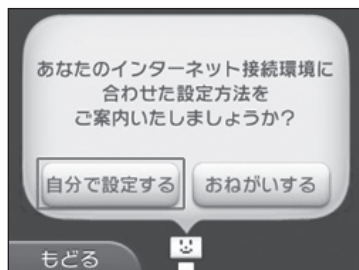 あなたのインターネット接続環境に
合わせた設定方法を
ご案内いたしましょうか?
自分で設定する おねがいする
もどる